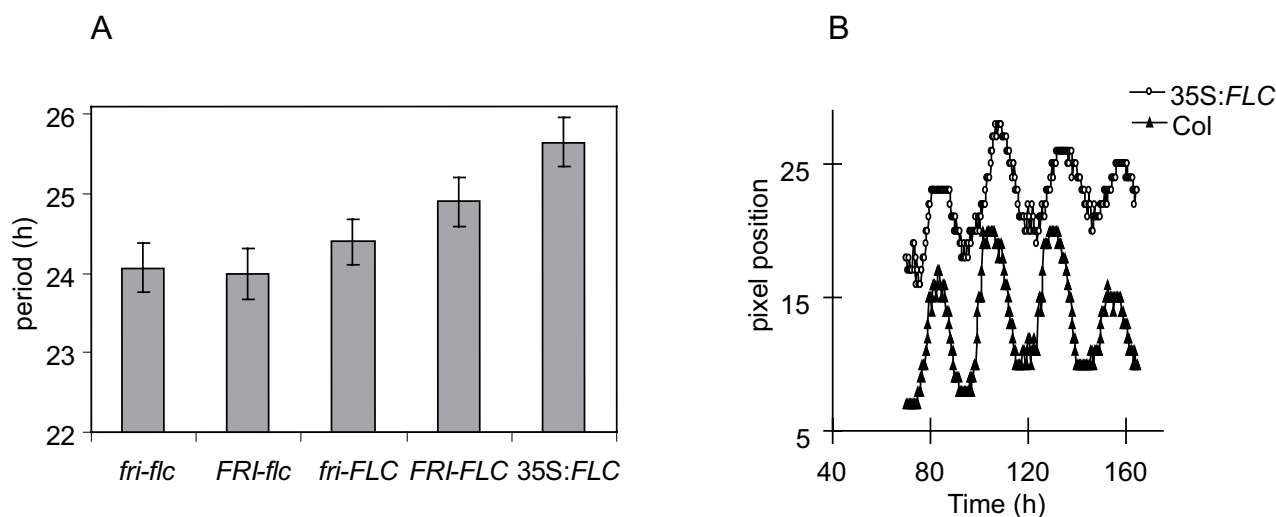 A
period (h)
26
25
24
23
22
fri-flc FRI-flc fri-FLC FRI-FLC 35S:FLC
B
35S:FLC
Col
pixel position
25
15
5
40 80 120 160
Time (h)